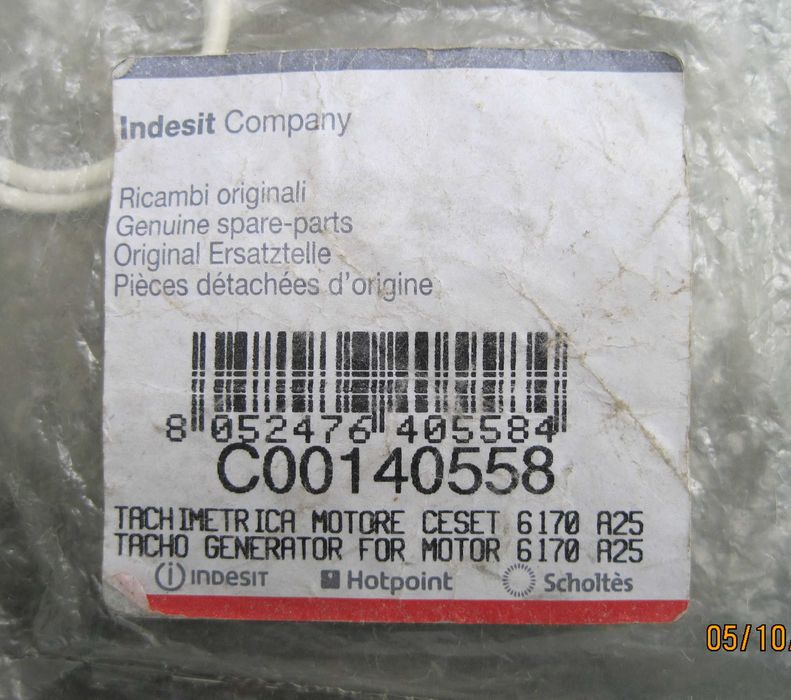 Indesit Company
Ricambi originali
Genuine spare-parts
Original Ersatztelle
Pièces détachées d'origine
8 052476 405584
C00140558
TACHIMETRICA MOTORE CESET 6170 A25
TACHO GENERATOR FOR MOTOR 6170 A25
i INDESIT Hotpoint Scholtès
05/10/